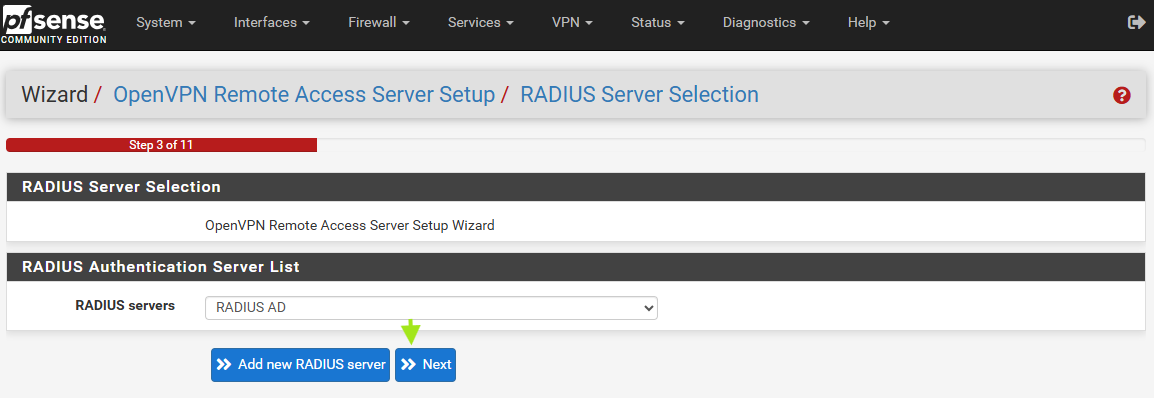 pfsense COMMUNITY EDITION System Interfaces Firewall Services VPN Status Diagnostics Help
Wizard / OpenVPN Remote Access Server Setup / RADIUS Server Selection
Step 3 of 11
RADIUS Server Selection
OpenVPN Remote Access Server Setup Wizard
RADIUS Authentication Server List
RADIUS servers RADIUS AD
Add new RADIUS server Next